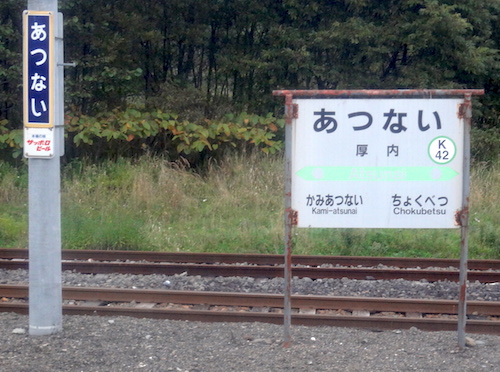 あつない
サッポロ
ビール
あつない
厚内
K
42
かみあつない
Kami-atsunai
ちょくべつ
Chokubetsu